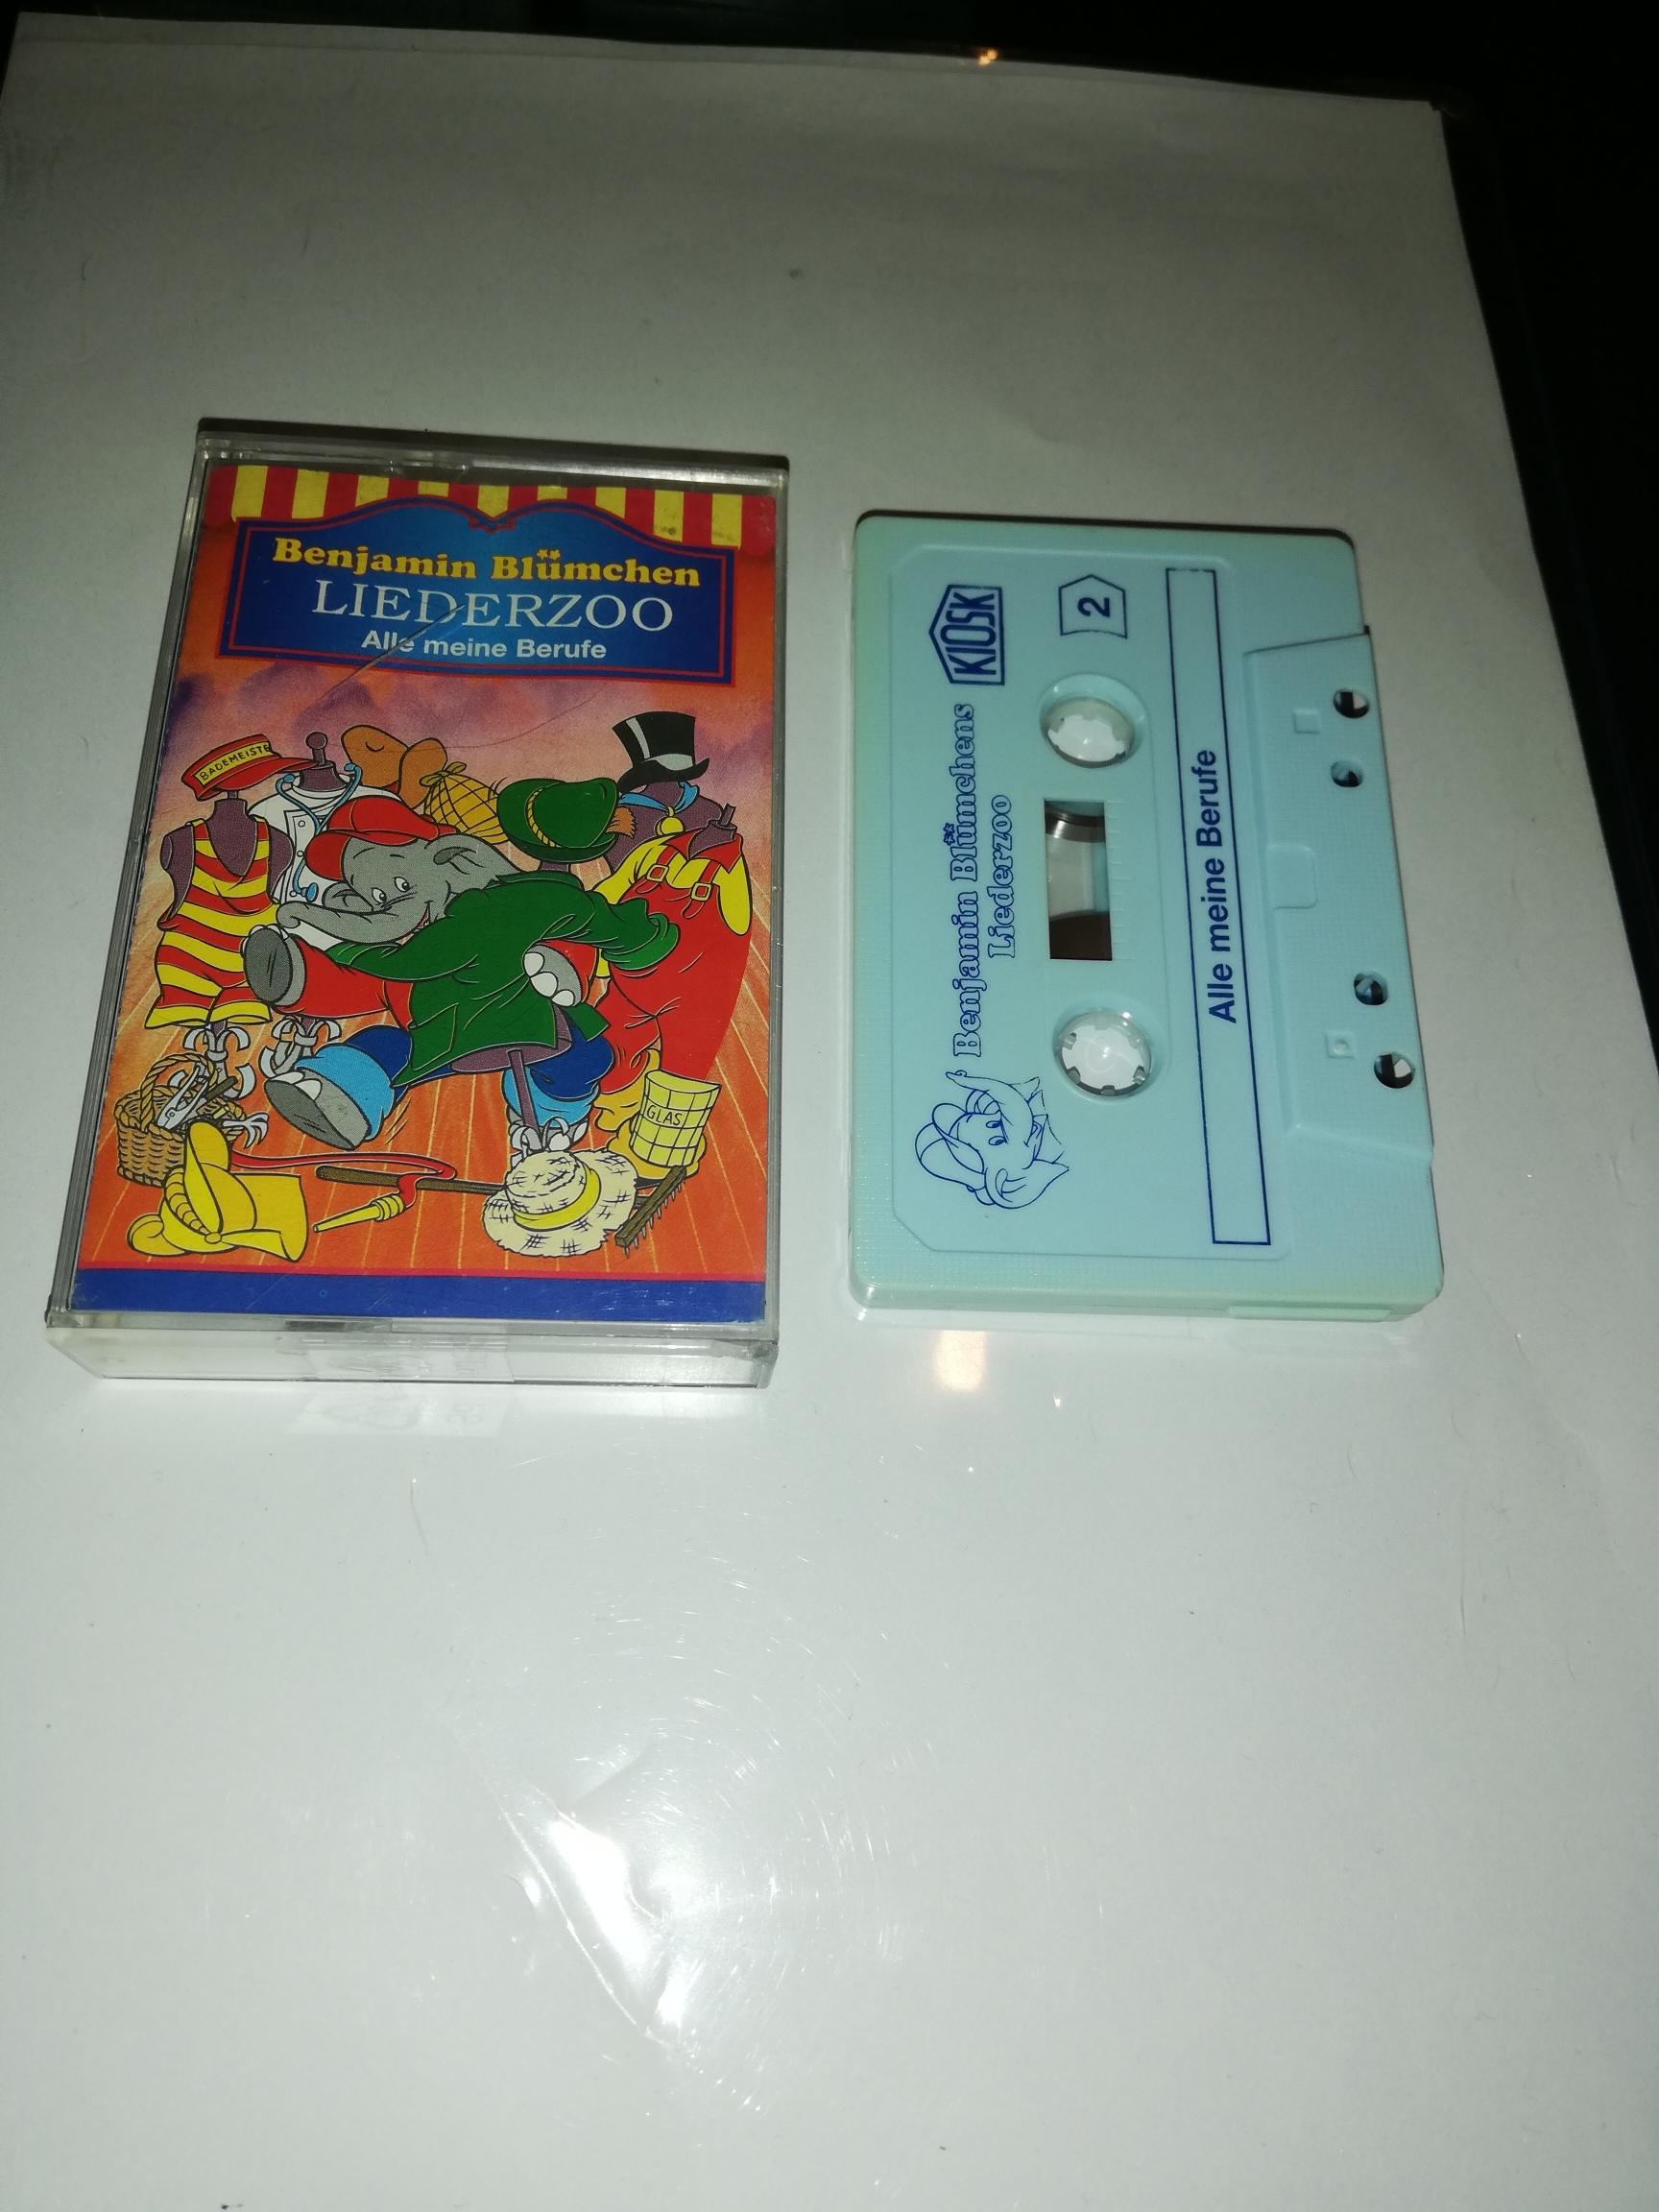 Benjamin Blümchen
LIEDERZOO
Alle meine Berufe
BADEMEISTE
GLAS
Benjamin Blümchens
Liederzoo
KIOSK
2
Alle meine Berufe